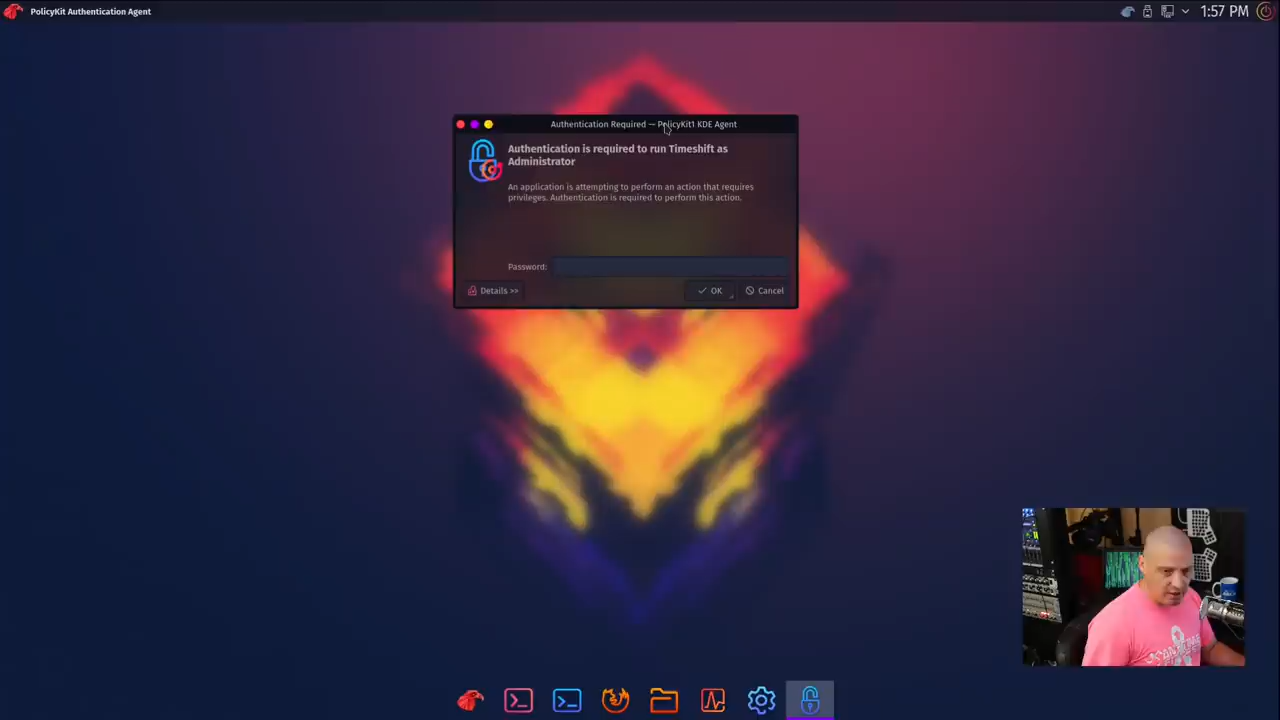 PolicyKit Authentication Agent
1:57 PM
Authentication Required — PolicyKit1 KDE Agent
Authentication is required to run Timeshift as
Administrator
An application is attempting to perform an action that requires
privileges. Authentication is required to perform this action.
Password:
Details >>
OK
Cancel